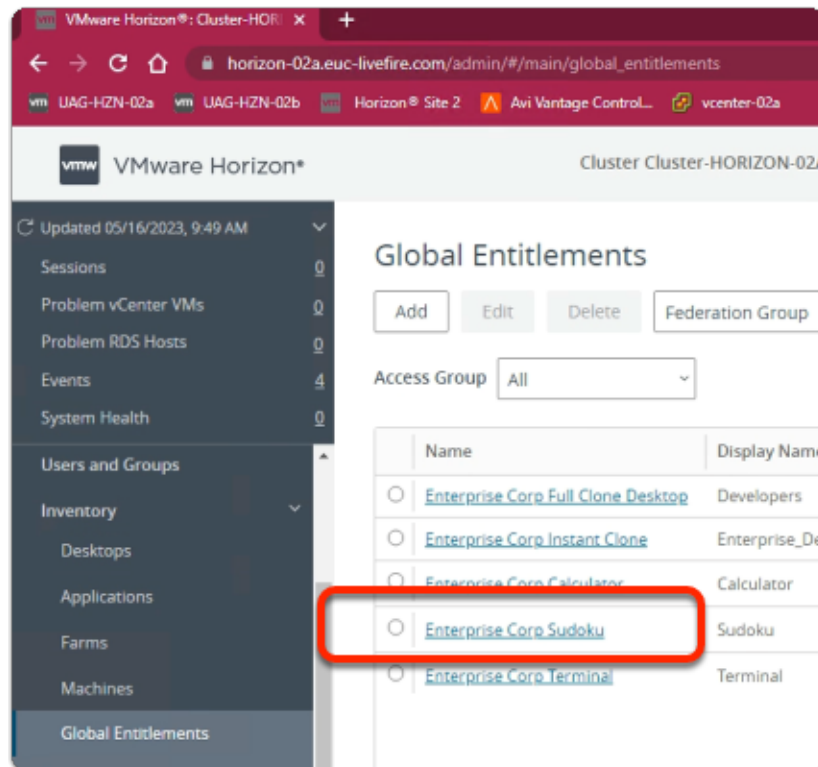 VMware Horizon®: Cluster-HORI
horizon-02a.euc-livefire.com/admin/#/main/global_entitlements
UAG-HZN-02a UAG-HZN-02b Horizon® Site 2 Avi Vantage Control... vcenter-02a
vmw VMware Horizon® Cluster Cluster-HORIZON-02
Updated 05/16/2023, 9:49 AM
Sessions 0
Problem vCenter VMs 0
Problem RDS Hosts 0
Events 4
System Health 0
Users and Groups
Inventory
Desktops
Applications
Farms
Machines
Global Entitlements
Global Entitlements
Add Edit Delete Federation Group
Access Group All
Name Display Name
Enterprise Corp Full Clone Desktop Developers
Enterprise Corp Instant Clone Enterprise_De
Enterprise Corp Calculator Calculator
Enterprise Corp Sudoku Sudoku
Enterprise Corp Terminal Terminal